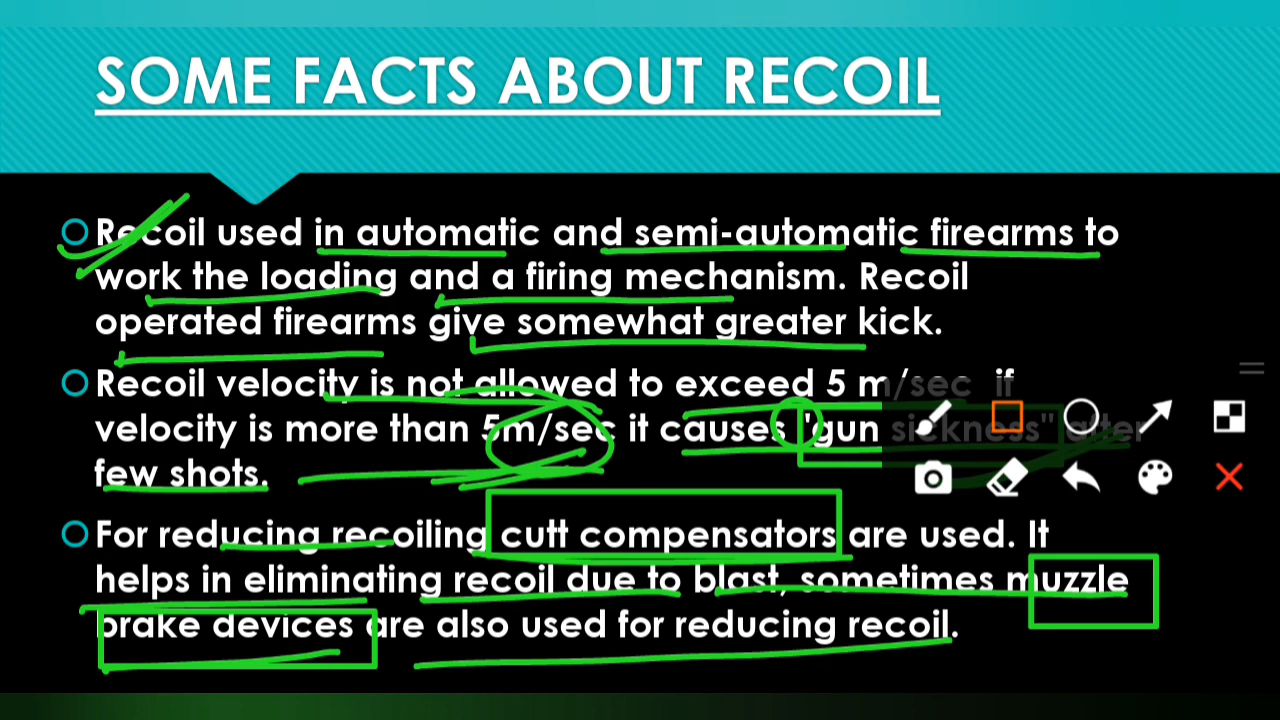 SOME FACTS ABOUT RECOIL
Recoil used in automatic and semi-automatic firearms to
work the loading and a firing mechanism. Recoil
operated firearms give somewhat greater kick.
Recoil velocity is not allowed to exceed 5 m/sec if
velocity is more than 5m/sec it causes "gun sickness" after
few shots.
For reducing recoiling cutt compensators are used. It
helps in eliminating recoil due to blast, sometimes muzzle
brake devices are also used for reducing recoil.